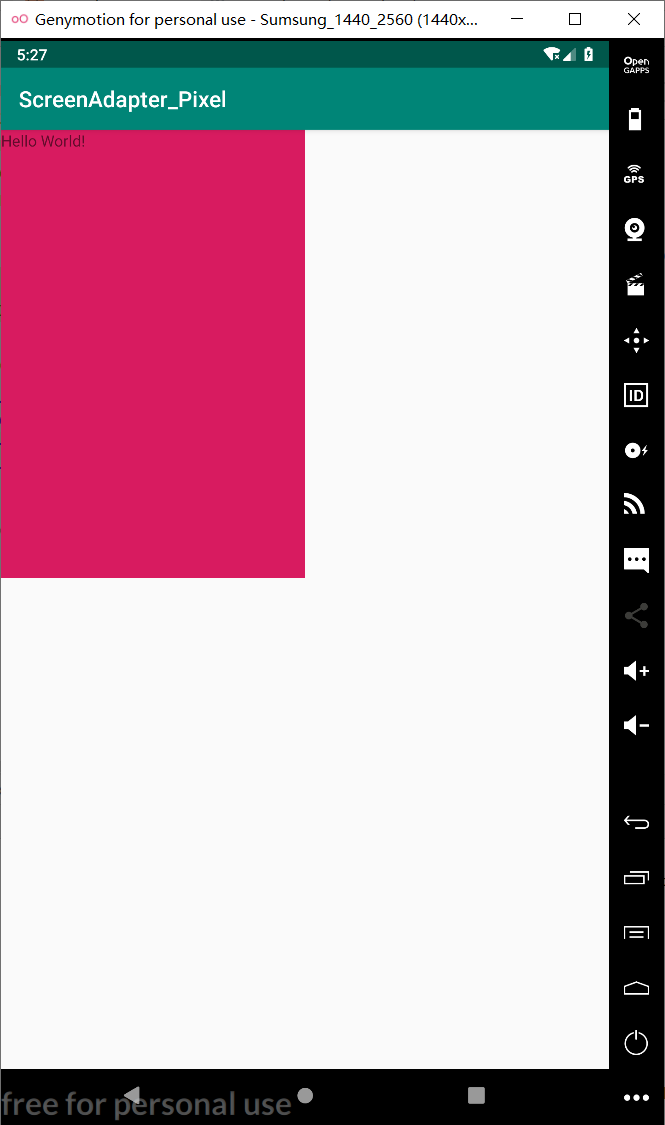 Genymotion for personal use - Sumsung_1440_2560 (1440x...
5:27
Open
GAPPS
ScreenAdapter_Pixel
Hello World!
GPS
ID
free for personal use